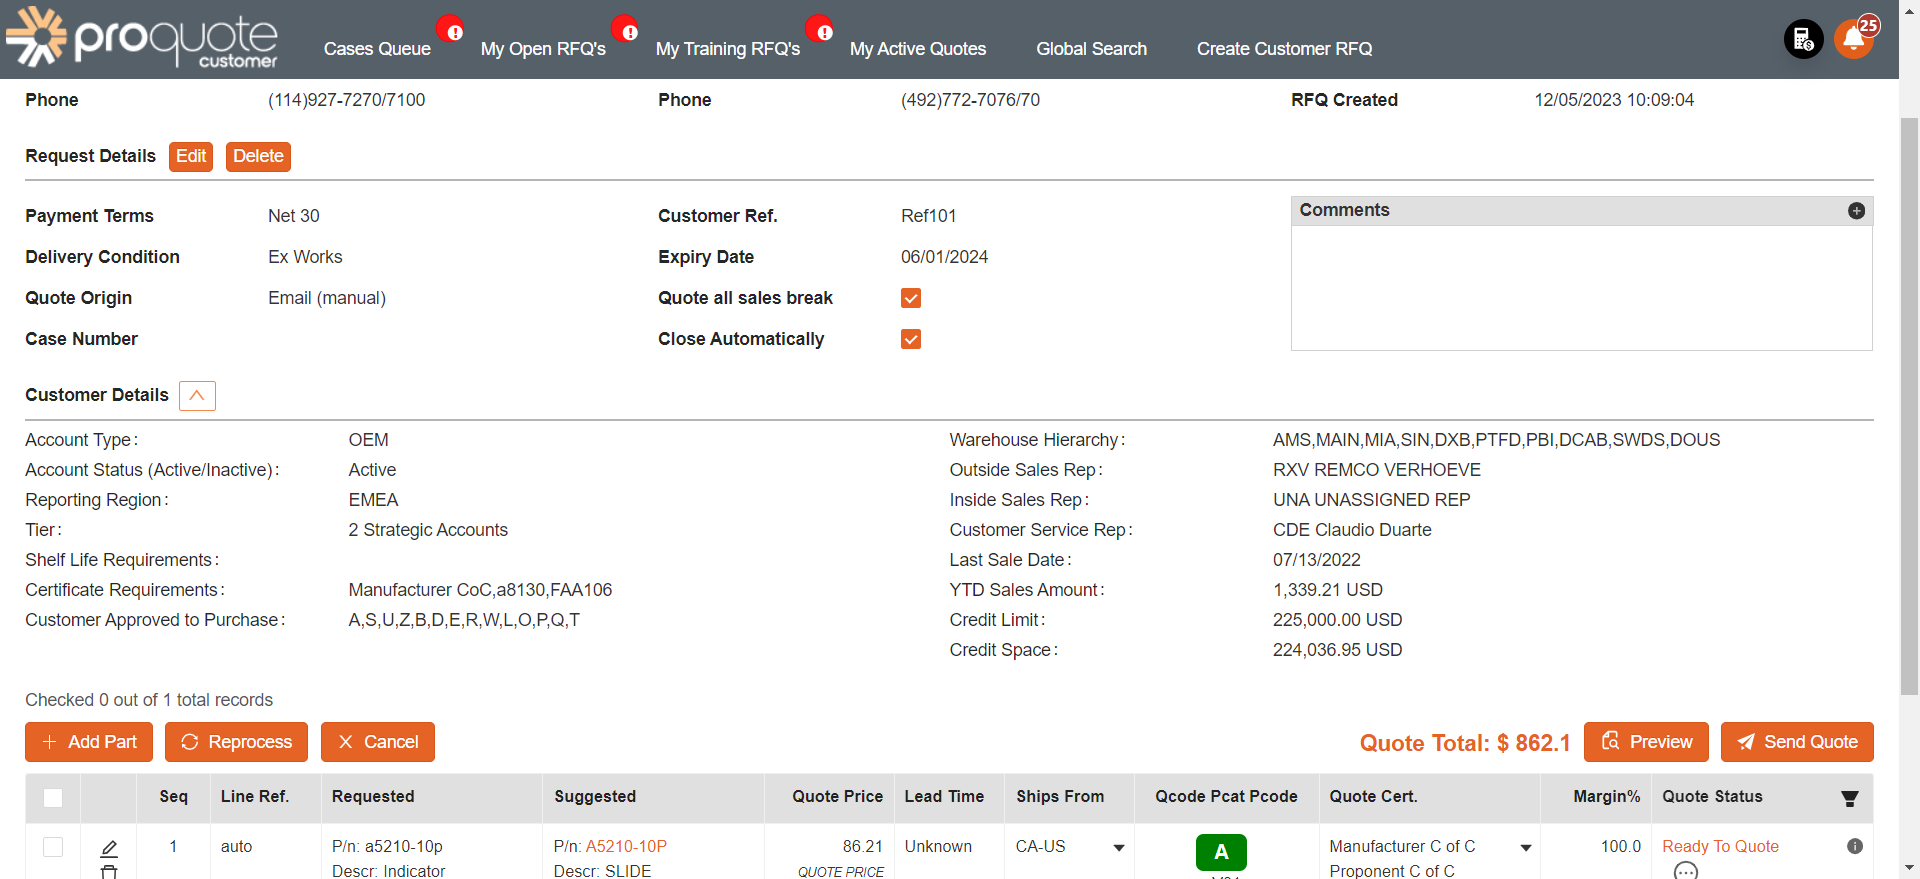 proquote
customer
Cases Queue
My Open RFQ's
My Training RFQ's
My Active Quotes
Global Search
Create Customer RFQ
25
Phone (114)927-7270/7100 Phone (492)772-7076/70 RFQ Created 12/05/2023 10:09:04
Request Details Edit Delete
Payment Terms Net 30 Customer Ref. Ref101 Comments
Delivery Condition Ex Works Expiry Date 06/01/2024
Quote Origin Email (manual) Quote all sales break
Case Number Close Automatically
Customer Details
Account Type: OEM Warehouse Hierarchy: AMS,MAIN,MIA,SIN,DXB,PTFD,PBI,DCAB,SWDS,DOUS
Account Status (Active/Inactive): Active Outside Sales Rep: RXV REMCO VERHOEVE
Reporting Region: EMEA Inside Sales Rep: UNA UNASSIGNED REP
Tier: 2 Strategic Accounts Customer Service Rep: CDE Claudio Duarte
Shelf Life Requirements: Last Sale Date: 07/13/2022
Certificate Requirements: Manufacturer CoC,a8130,FAA106 YTD Sales Amount: 1,339.21 USD
Customer Approved to Purchase: A,S,U,Z,B,D,E,R,W,L,O,P,Q,T Credit Limit: 225,000.00 USD
Credit Space: 224,036.95 USD
Checked 0 out of 1 total records
Add Part Reprocess Cancel Quote Total: $ 862.1 Preview Send Quote
Seq Line Ref. Requested Suggested Quote Price Lead Time Ships From Qcode Pcat Pcode Quote Cert. Margin% Quote Status
1 auto P/n: a5210-10p P/n: A5210-10P 86.21 Unknown CA-US A Manufacturer C of C 100.0 Ready To Quote
Descr: Indicator Descr: SLIDE QUOTE PRICE Proponent C of C